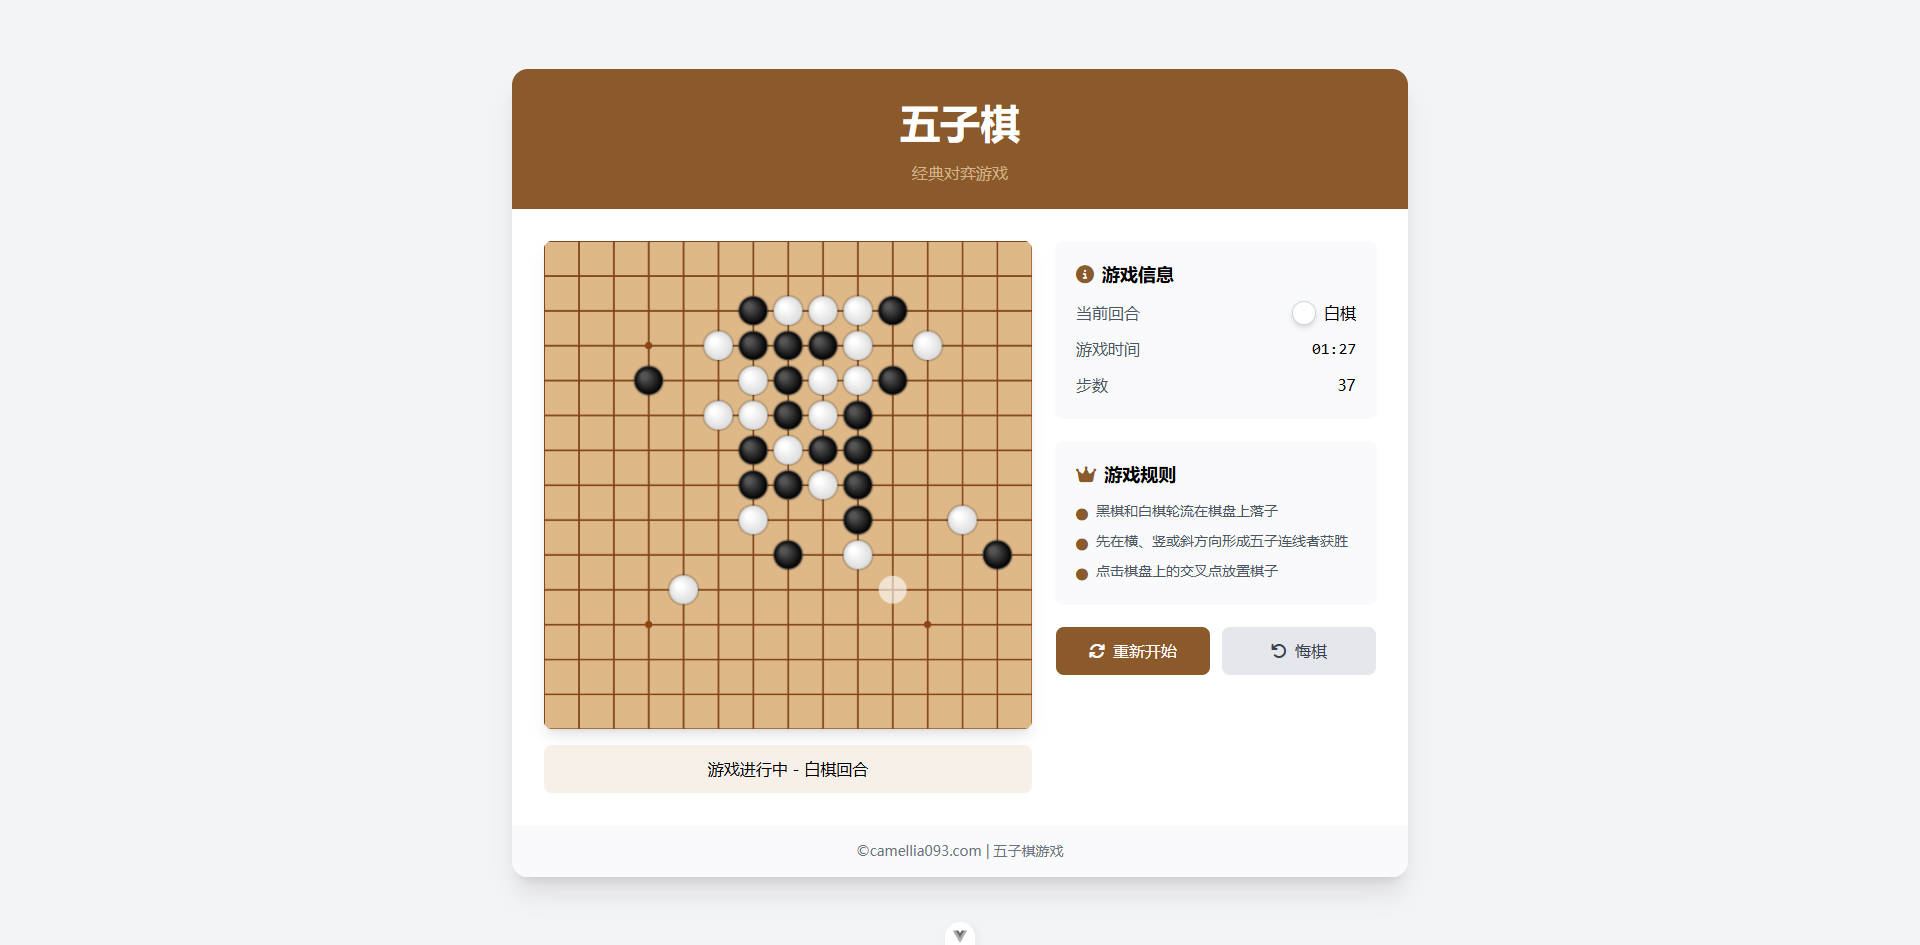 五子棋
经典对弈游戏
游戏信息
当前回合 白棋
游戏时间 01:27
步数 37
游戏规则
黑棋和白棋轮流在棋盘上落子
先在横、竖或斜方向形成五子连线者获胜
点击棋盘上的交叉点放置棋子
重新开始 悔棋
游戏进行中 - 白棋回合
©camellia093.com | 五子棋游戏